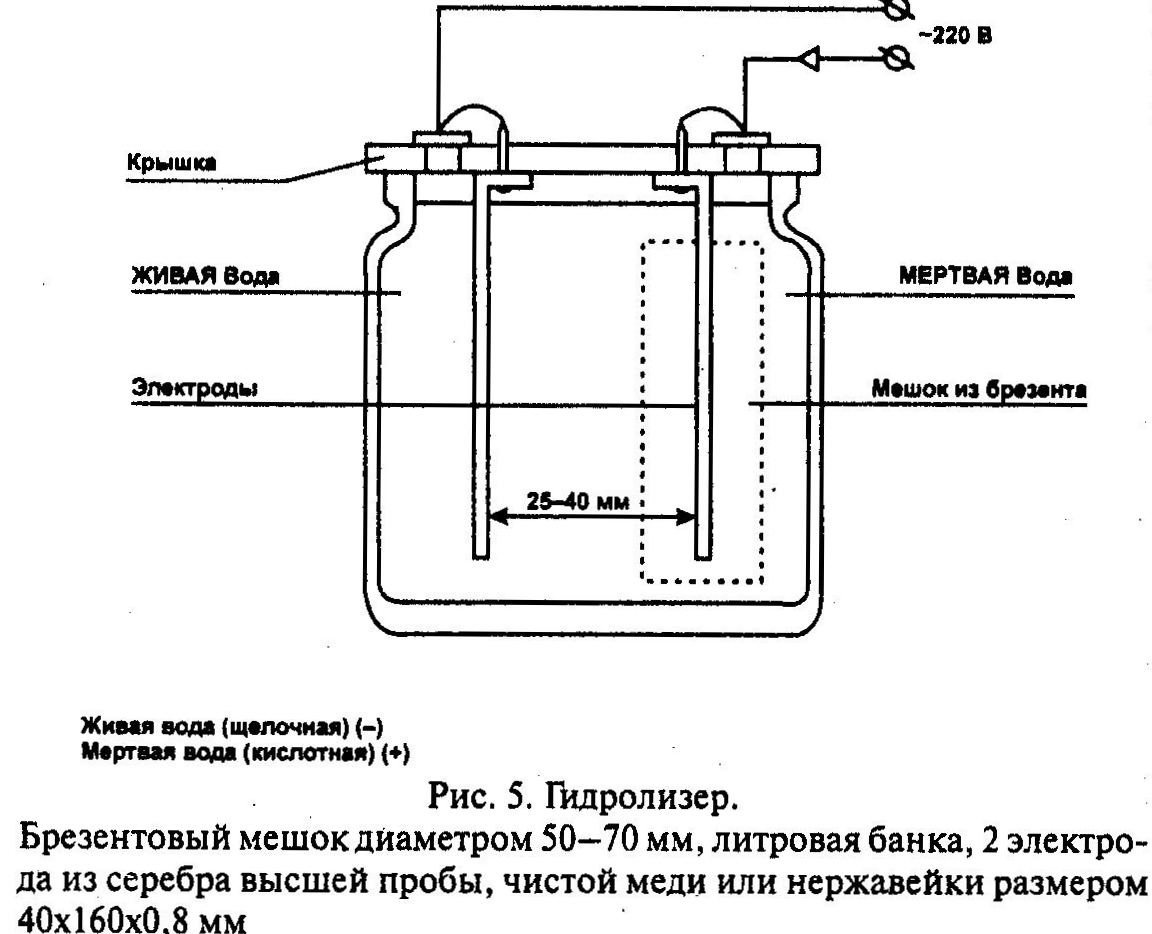 ~220 В
Крышка
ЖИВАЯ Вода
МЕРТВАЯ Вода
Электроды
Мешок из брезента
25–40 мм
Живая вода (щелочная) (–)
Мертвая вода (кислотная) (+)
Рис. 5. Гидролизер.
Брезентовый мешок диаметром 50–70 мм, литровая банка, 2 электро-
да из серебра высшей пробы, чистой меди или нержавейки размером
40х160х0,8 мм